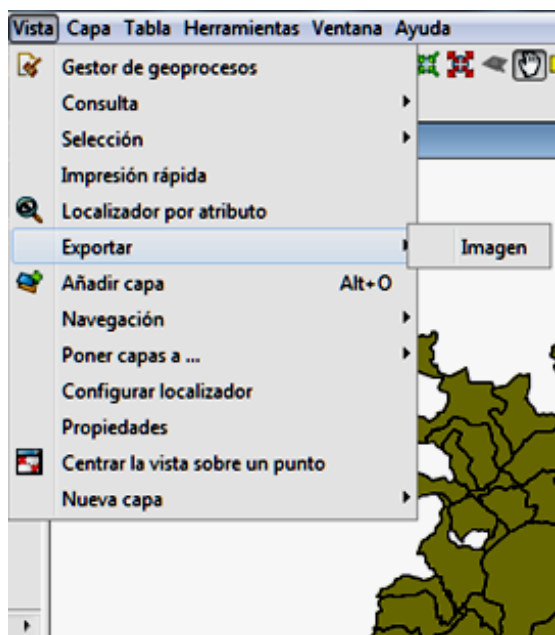 Vista Capa Tabla Herramientas Ventana Ayuda
Gestor de geoprocesos
Consulta
Selección
Impresión rápida
Localizador por atributo
Exportar
Imagen
Añadir capa Alt+O
Navegación
Poner capas a ...
Configurar localizador
Propiedades
Centrar la vista sobre un punto
Nueva capa